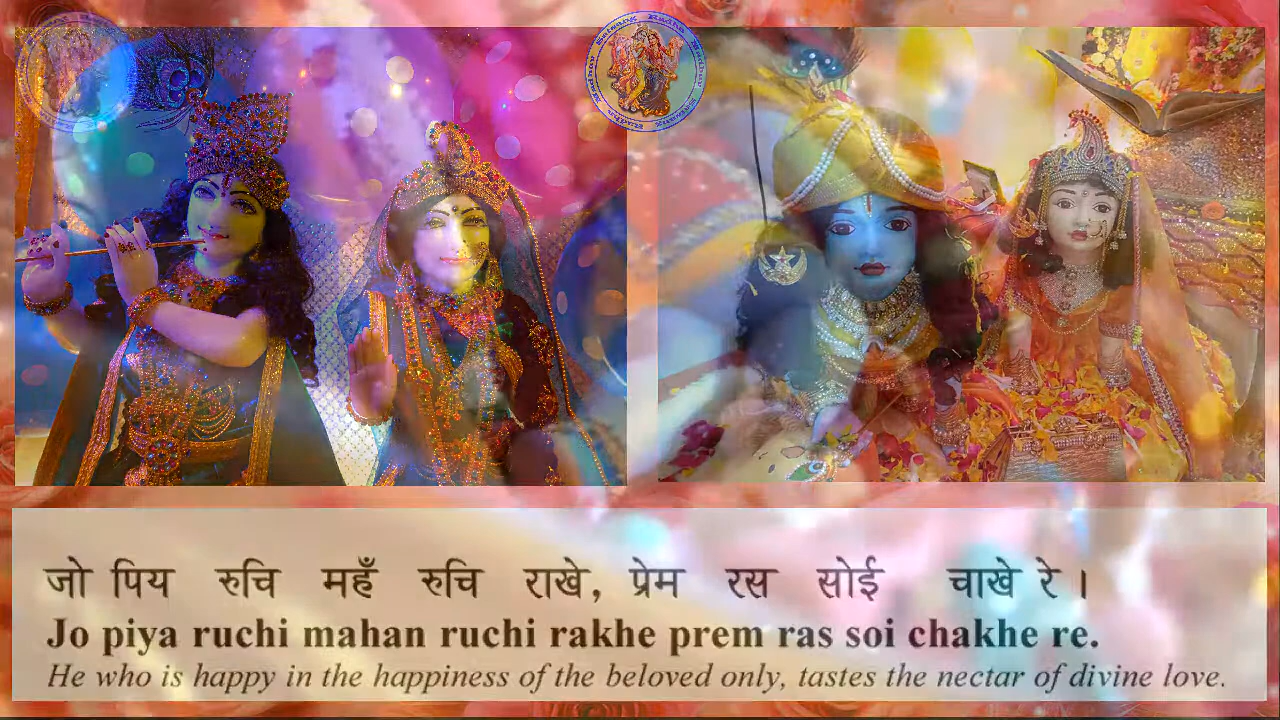 जो पिय रुचि महँ रुचि राखे, प्रेम रस सोई चाखे रे ।
Jo piya ruchi mahan ruchi rakhe prem ras soi chakhe re.
He who is happy in the happiness of the beloved only, tastes the nectar of divine love.